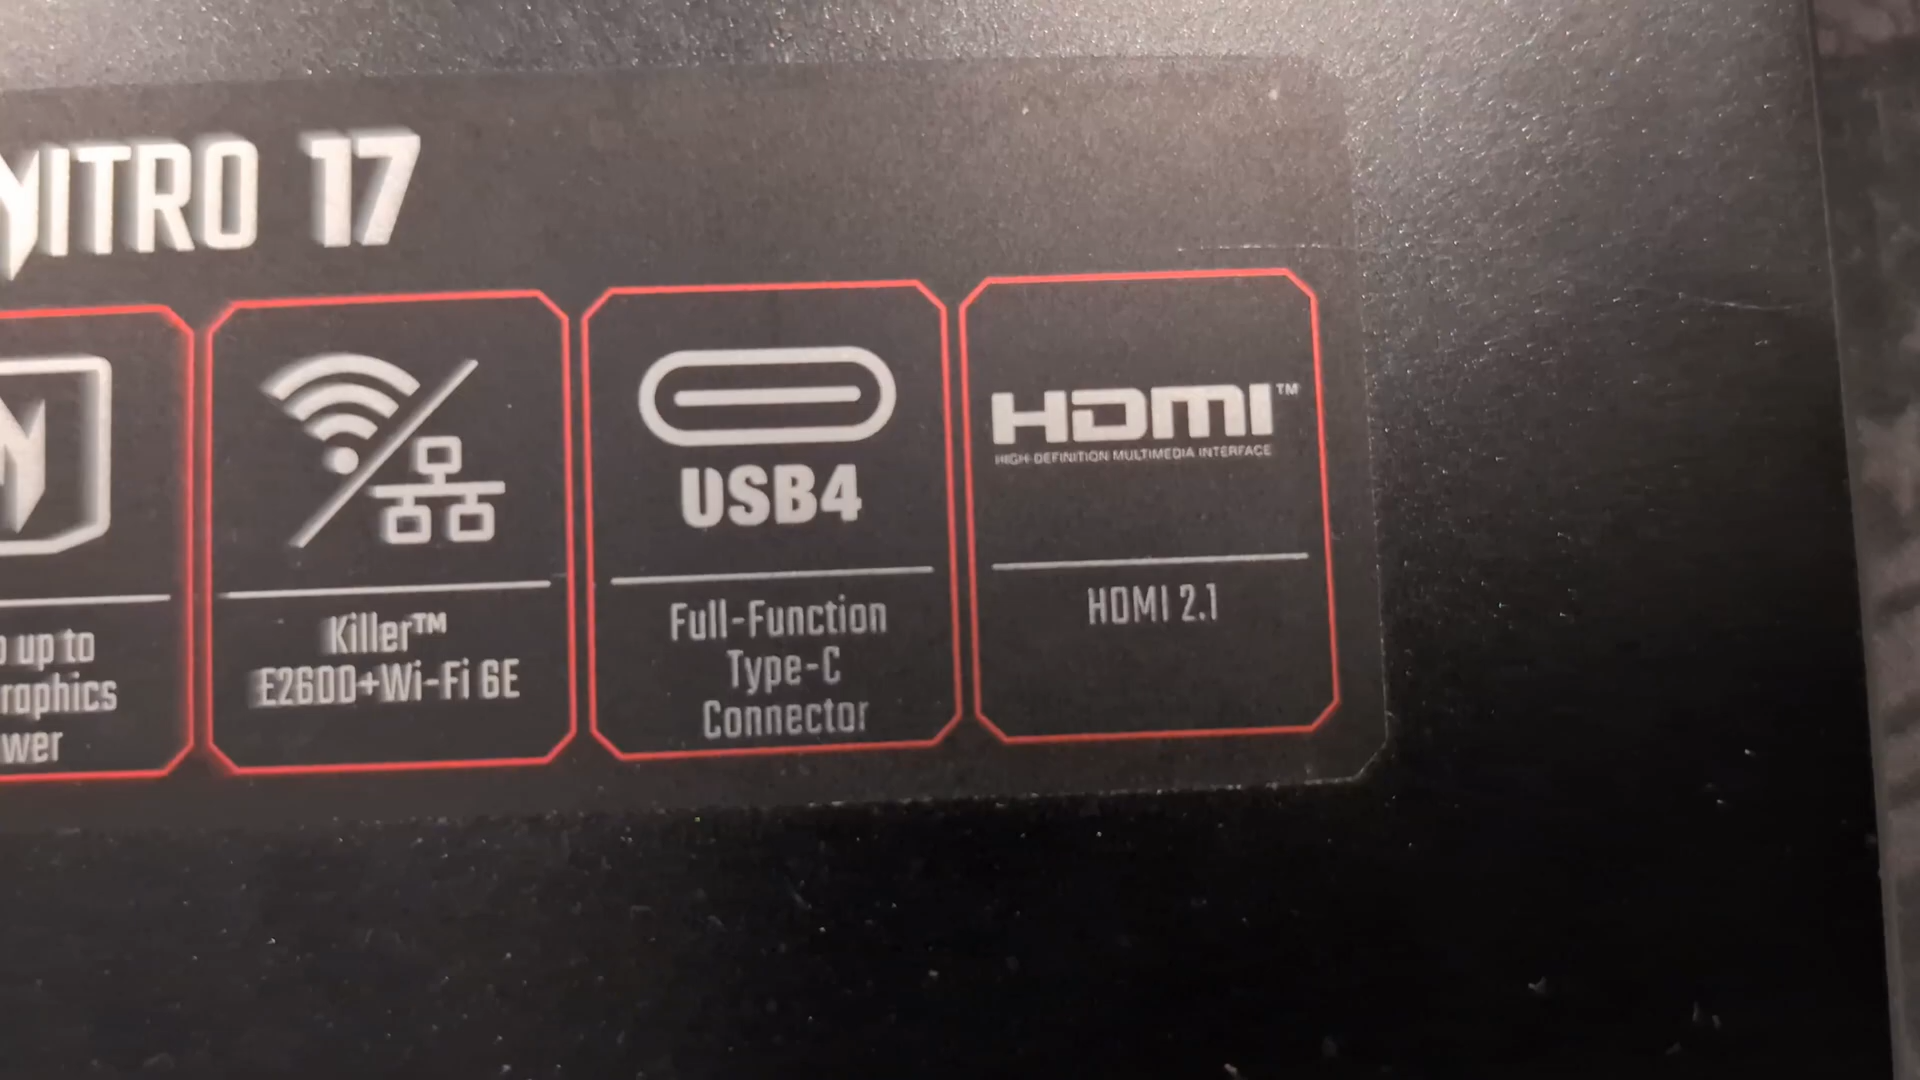 NITRO 17
up to
raphics
wer
Killer™
E2600+Wi-Fi 6E
USB4
Full-Function
Type-C
Connector
HDMI™
HIGH-DEFINITION MULTIMEDIA INTERFACE
HDMI 2.1